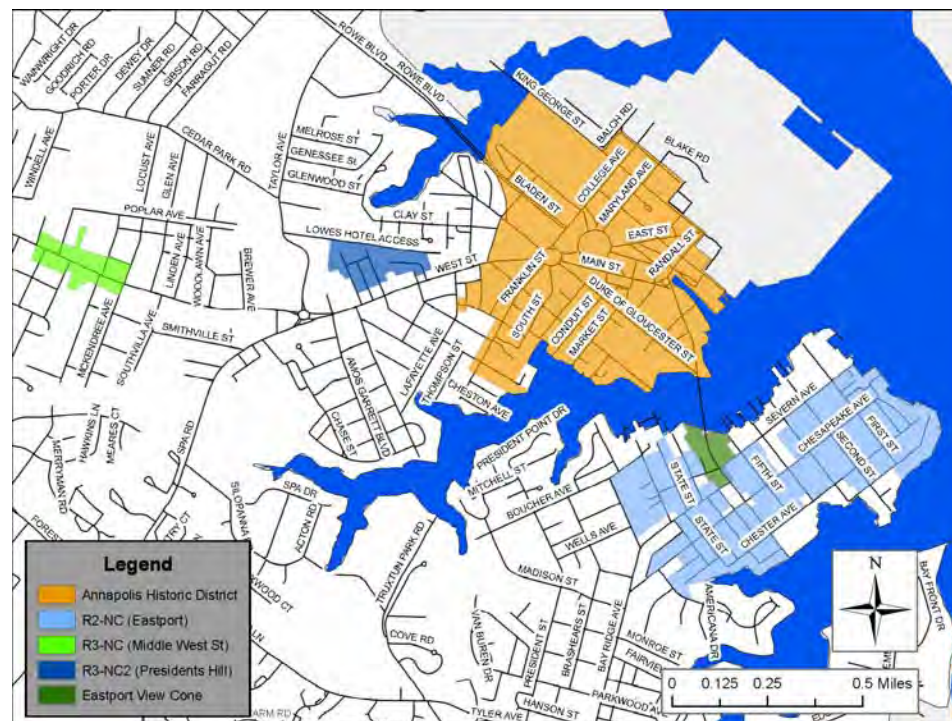 WAINWRIGHT DR
GOODRICH RD
PORTER DR
DEWEY DR
SUMNER RD
GIBSON RD
FARRAGUT RD
ROWE BLVD
ROWE BLVD
KING GEORGE ST
BALCH RD
BLAKE RD
WINDELL AVE
LOCUST AVE
GLEN AVE
CEDAR PARK RD
TAYLOR AVE
MELROSE ST
GENESSEE St
GLENWOOD ST
CLAY ST
BLADEN ST
COLLEGE AVE
MARYLAND AVE
EAST ST
RANDALL ST
POPLAR AVE
LOWES HOTEL ACCESS
WEST ST
MAIN ST
FRANKLIN ST
LINDEN AVE
WOODLAWN AVE
BREWER AVE
SOUTH ST
CONDUIT ST
MARKET ST
DUKE OF GLOUCESTER ST
MCKENDREE AVE
SOUTHVILLA AVE
SMITHVILLE ST
AMOS GARRETT BLVD
LAFAYETTE AVE
THOMPSON ST
CHESTON AVE
CHASE ST
HAWKINS LN
MEARES CT
MERRYMAN RD
SPA RD
PRESIDENT POINT DR
MITCHELL ST
BOUCHER AVE
SEVERN AVE
CHESAPEAKE AVE
FIRST ST
SECOND ST
FIFTH ST
STATE ST
STATE ST
CHESTER AVE
WELLS AVE
SPA DR
ACTON RD
SILOPANNA
TRUXTUN PARK RD
MADISON ST
COVE RD
VAN BUREN DR
PRESIDENT ST
BRASHEARS ST
BAY RIDGE AVE
MONROE ST
FAIRVIEW
PARKWOOD AVE
HANSON ST
TYLER AVE
AMERICANA DR
BAY FRONT DR
Legend
Annapolis Historic District
R2-NC (Eastport)
R3-NC (Middle West St)
R3-NC2 (Presidents Hill)
Eastport View Cone
N
0 0.125 0.25 0.5 Miles